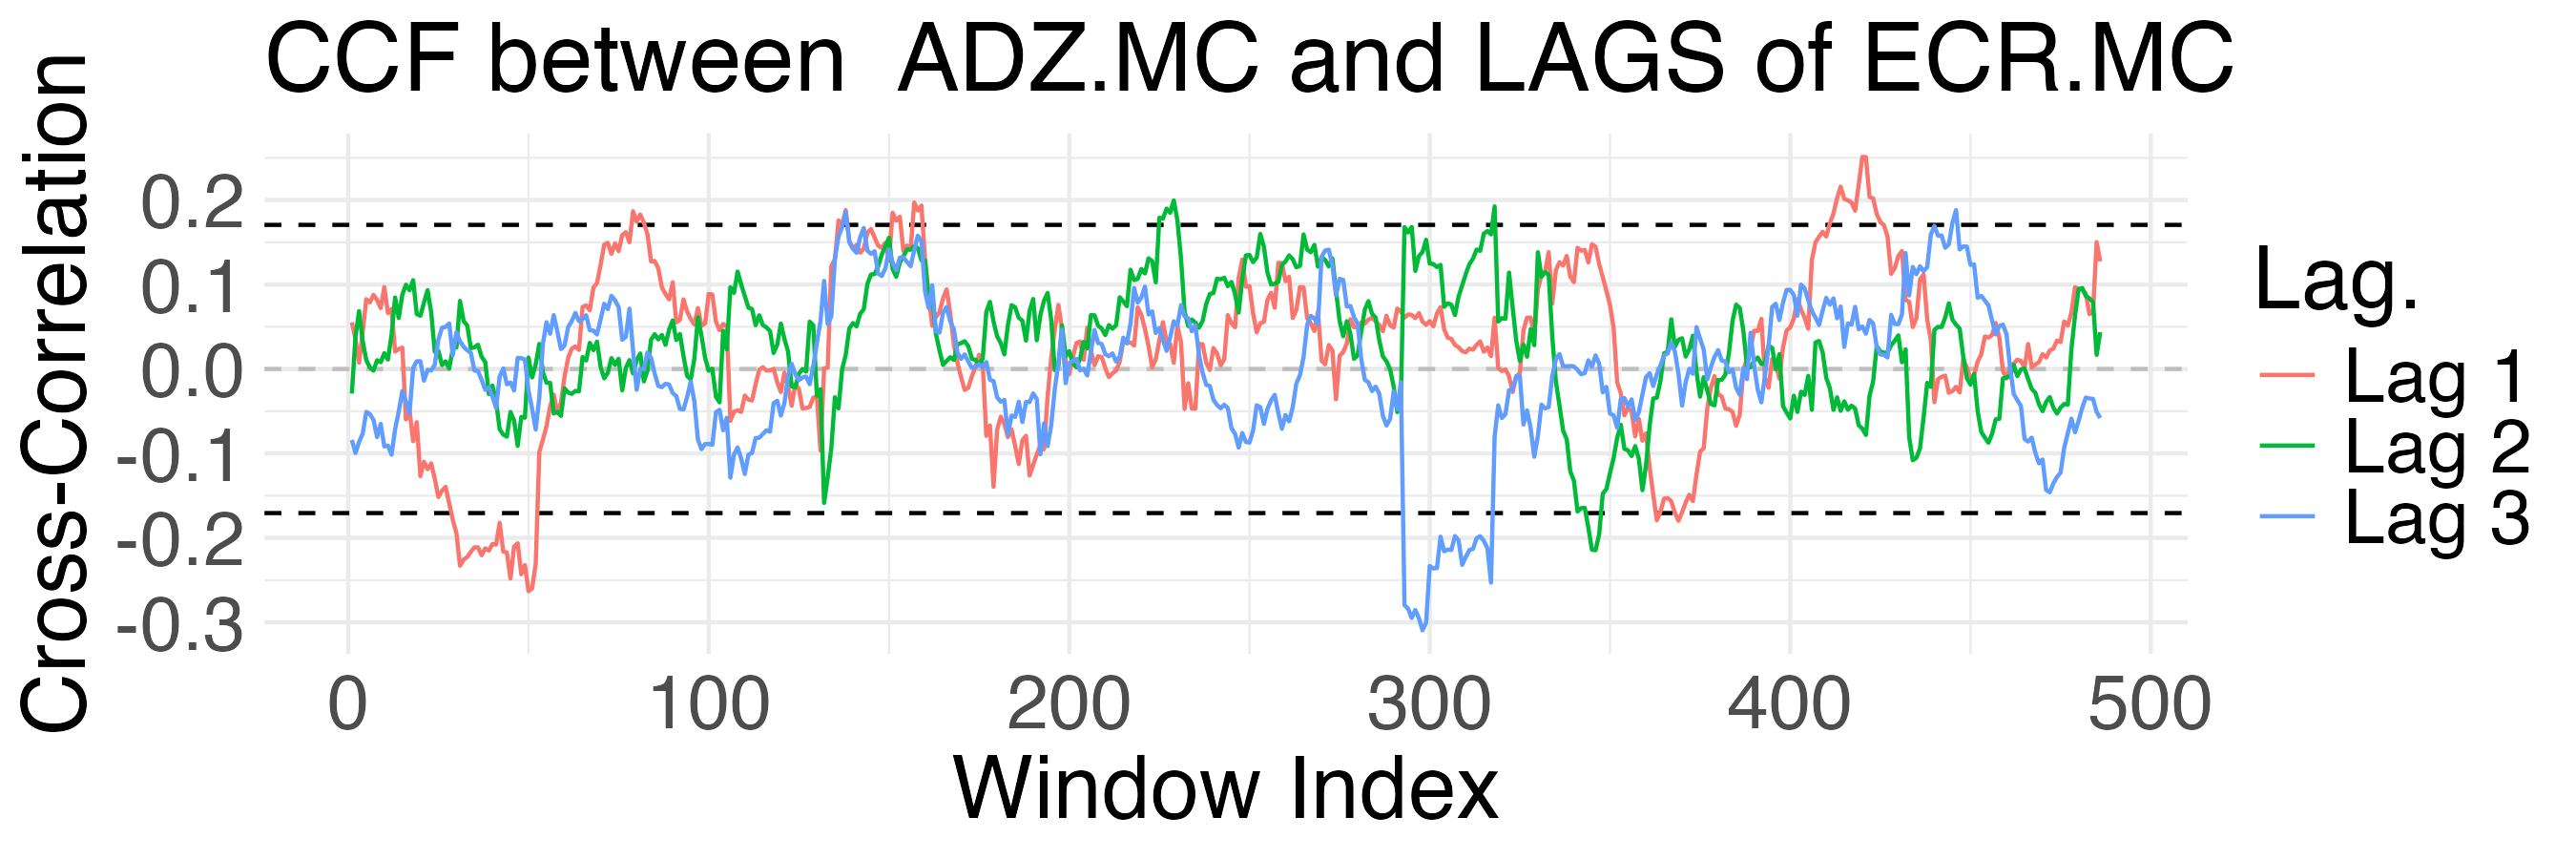 CCF between  ADZ.MC and LAGS of ECR.MC
Cross-Correlation
0.2
0.1
0.0
-0.1
-0.2
-0.3
0 100 200 300 400 500
Window Index
Lag.
Lag 1
Lag 2
Lag 3